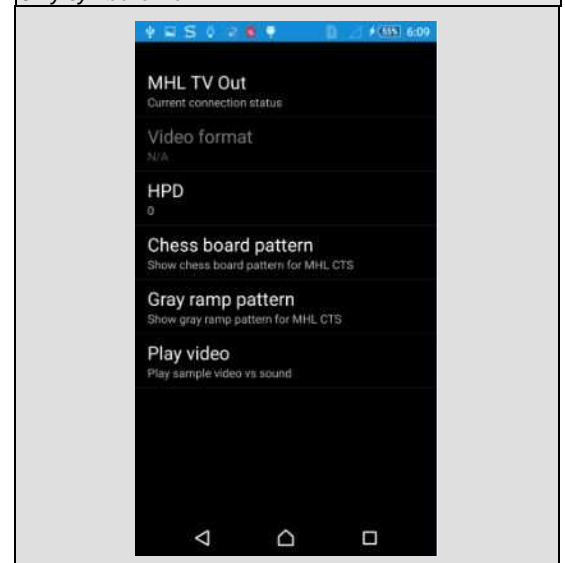 55% 6:09
MHL TV Out
Current connection status
Video format
N/A
HPD
0
Chess board pattern
Show chess board pattern for MHL CTS
Gray ramp pattern
Show gray ramp pattern for MHL CTS
Play video
Play sample video vs sound